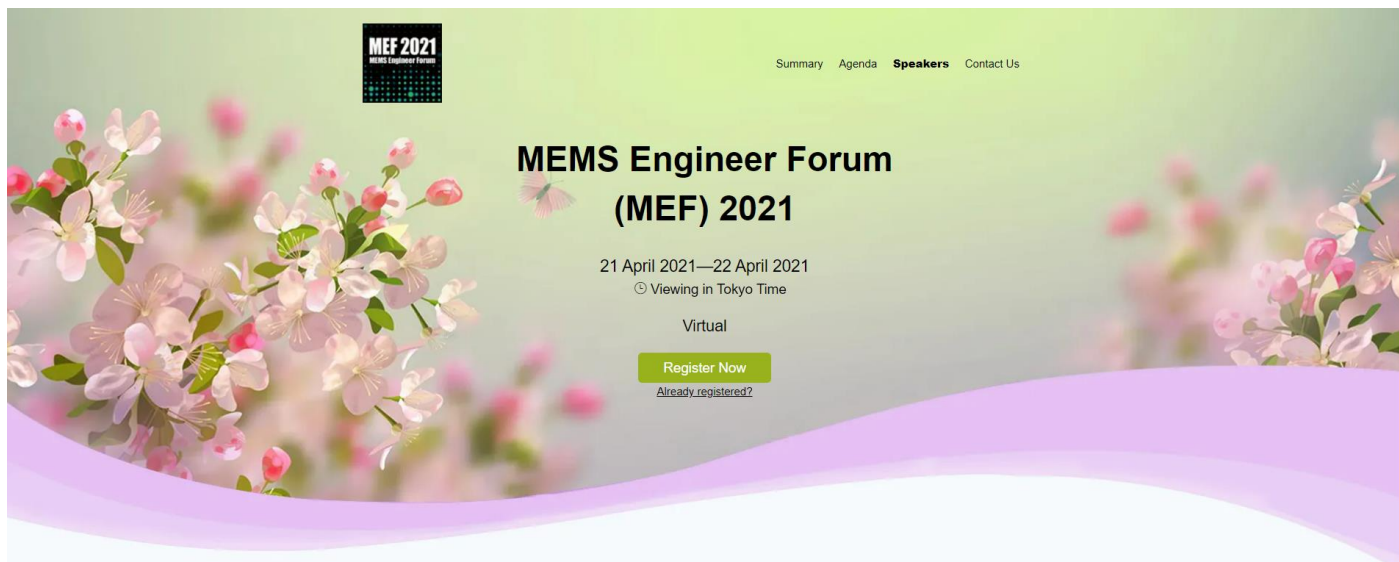 MEF 2021
MEMS Engineer Forum
Summary Agenda Speakers Contact Us
MEMS Engineer Forum
(MEF) 2021
21 April 2021—22 April 2021
Viewing in Tokyo Time
Virtual
Register Now
Already registered?